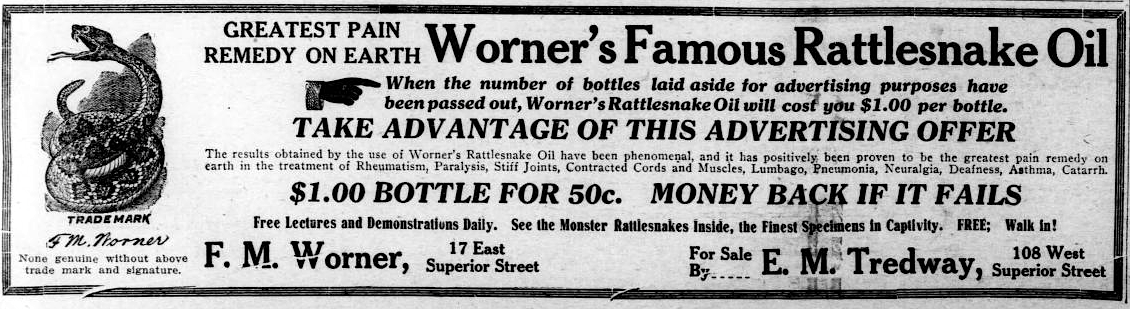 GREATEST PAIN
REMEDY ON EARTH
Worner's Famous Rattlesnake Oil
When the number of bottles laid aside for advertising purposes have
been passed out, Worner's Rattlesnake Oil will cost you $1.00 per bottle.
TAKE ADVANTAGE OF THIS ADVERTISING OFFER
The results obtained by the use of Worner's Rattlesnake Oil have been phenomenal, and it has positively been proven to be the greatest pain remedy on
earth in the treatment of Rheumatism, Paralysis, Stiff Joints, Contracted Cords and Muscles, Lumbago, Pneumonia, Neuralgia, Deafness, Asthma, Catarrh.
$1.00 BOTTLE FOR 50c. MONEY BACK IF IT FAILS
Free Lectures and Demonstrations Daily. See the Monster Rattlesnakes Inside, the Finest Specimens in Captivity. FREE; Walk in!
TRADEMARK
F M. Worner
None genuine without above
trade mark and signature.
F. M. Worner,
17 East
Superior Street
For Sale
By.....
E. M. Tredway,
108 West
Superior Street